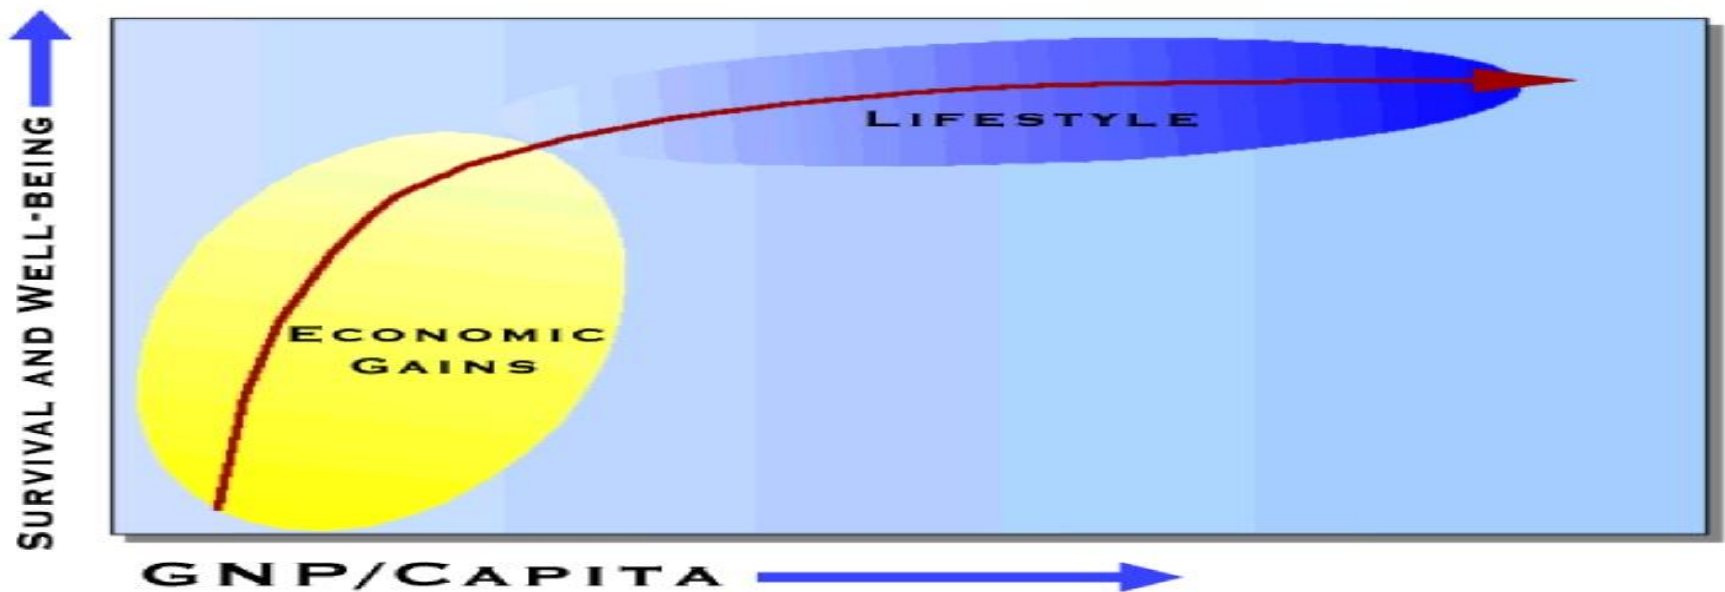 SURVIVAL AND WELL-BEING
LIFESTYLE
ECONOMIC
GAINS
GNP/CAPITA